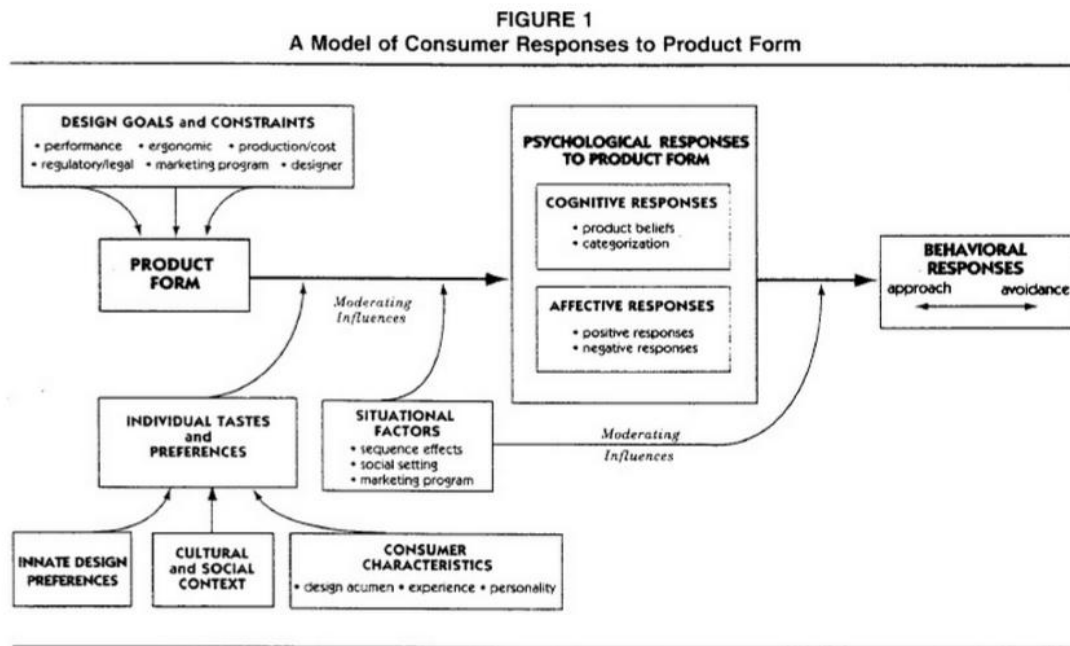 FIGURE 1
A Model of Consumer Responses to Product Form
DESIGN GOALS and CONSTRAINTS
• performance • ergonomic • production/cost
• regulatory/legal • marketing program • designer
PRODUCT
FORM
Moderating
Influences
PSYCHOLOGICAL RESPONSES
TO PRODUCT FORM
COGNITIVE RESPONSES
• product beliefs
• categorization
AFFECTIVE RESPONSES
• positive responses
• negative responses
BEHAVIORAL
RESPONSES
approach avoidance
INDIVIDUAL TASTES
and
PREFERENCES
SITUATIONAL
FACTORS
• sequence effects
• social setting
• marketing program
Moderating
Influences
INNATE DESIGN
PREFERENCES
CULTURAL
and SOCIAL
CONTEXT
CONSUMER
CHARACTERISTICS
• design acumen • experience • personality